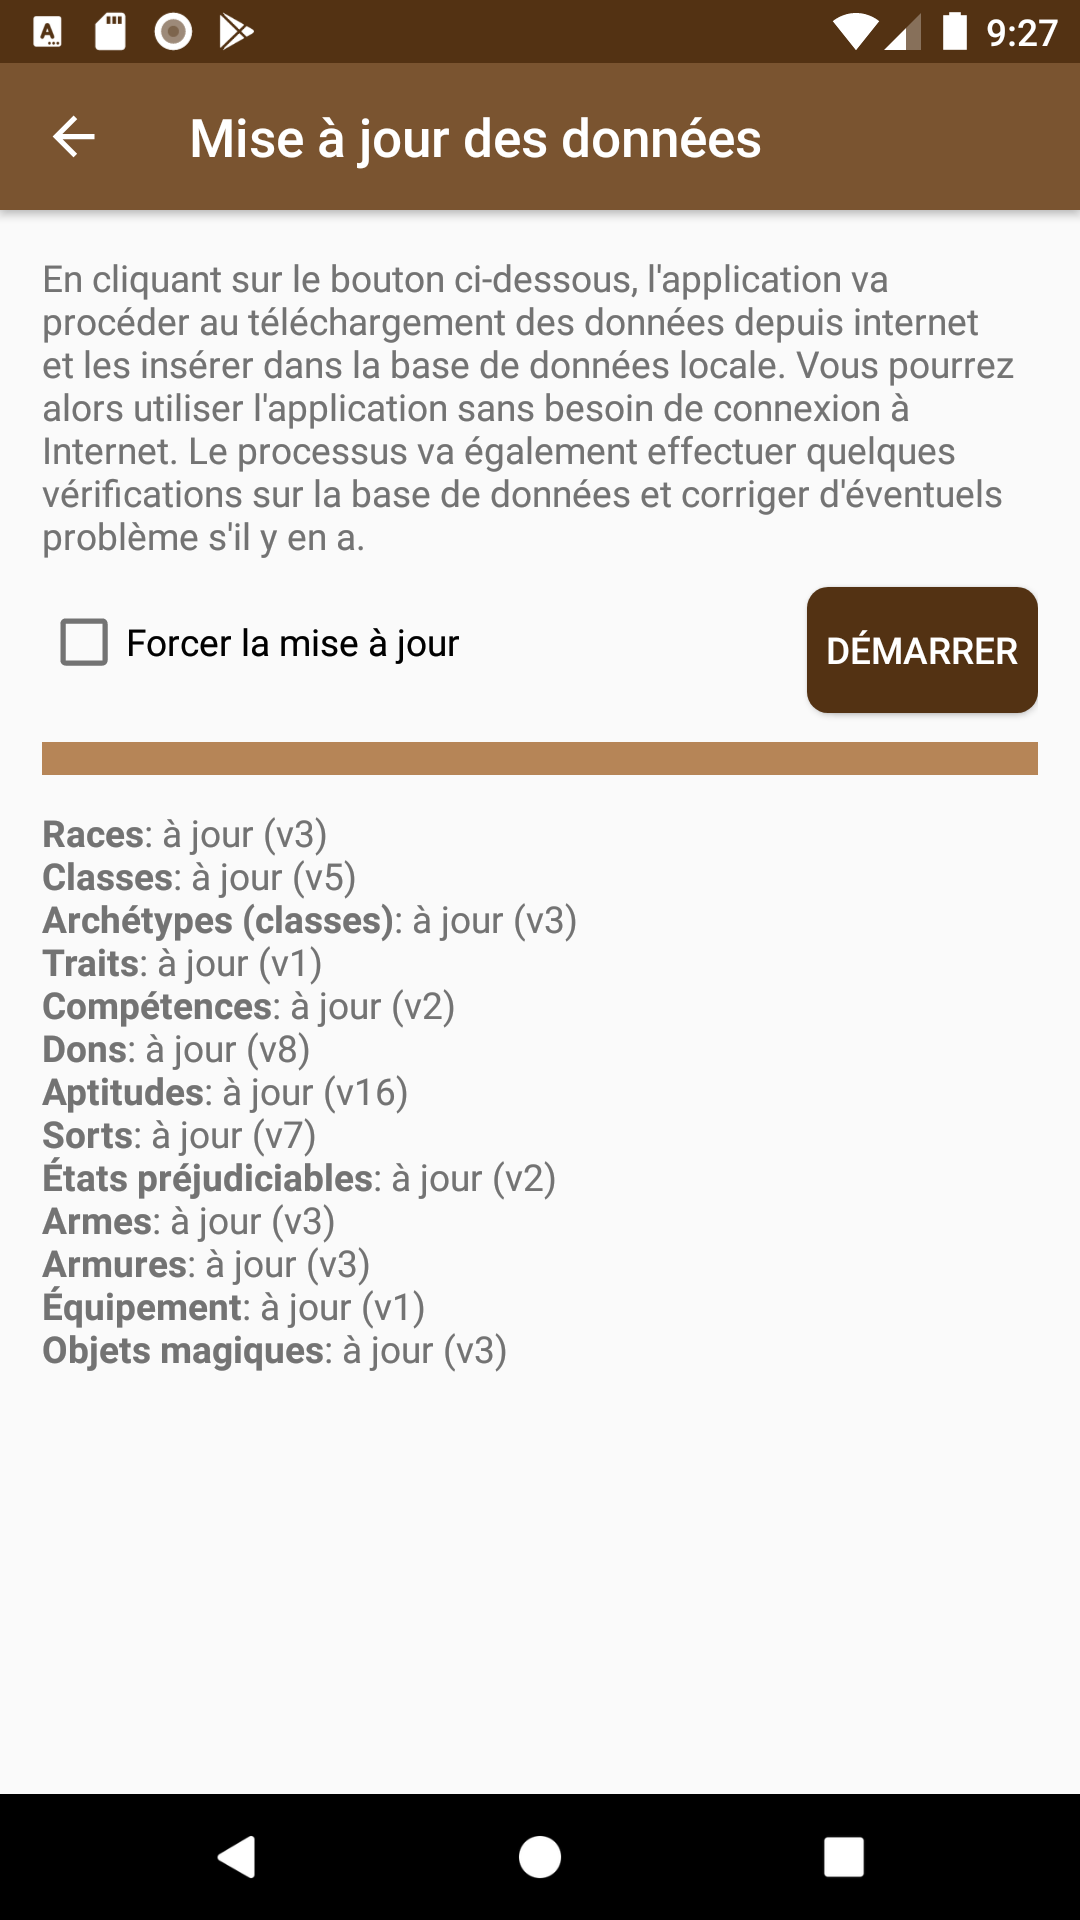 9:27
Mise à jour des données
En cliquant sur le bouton ci-dessous, l'application va
procéder au téléchargement des données depuis internet
et les insérer dans la base de données locale. Vous pourrez
alors utiliser l'application sans besoin de connexion à
Internet. Le processus va également effectuer quelques
vérifications sur la base de données et corriger d'éventuels
problème s'il y en a.
Forcer la mise à jour
DÉMARRER
Races: à jour (v3)
Classes: à jour (v5)
Archétypes (classes): à jour (v3)
Traits: à jour (v1)
Compétences: à jour (v2)
Dons: à jour (v8)
Aptitudes: à jour (v16)
Sorts: à jour (v7)
États préjudiciables: à jour (v2)
Armes: à jour (v3)
Armures: à jour (v3)
Équipement: à jour (v1)
Objets magiques: à jour (v3)